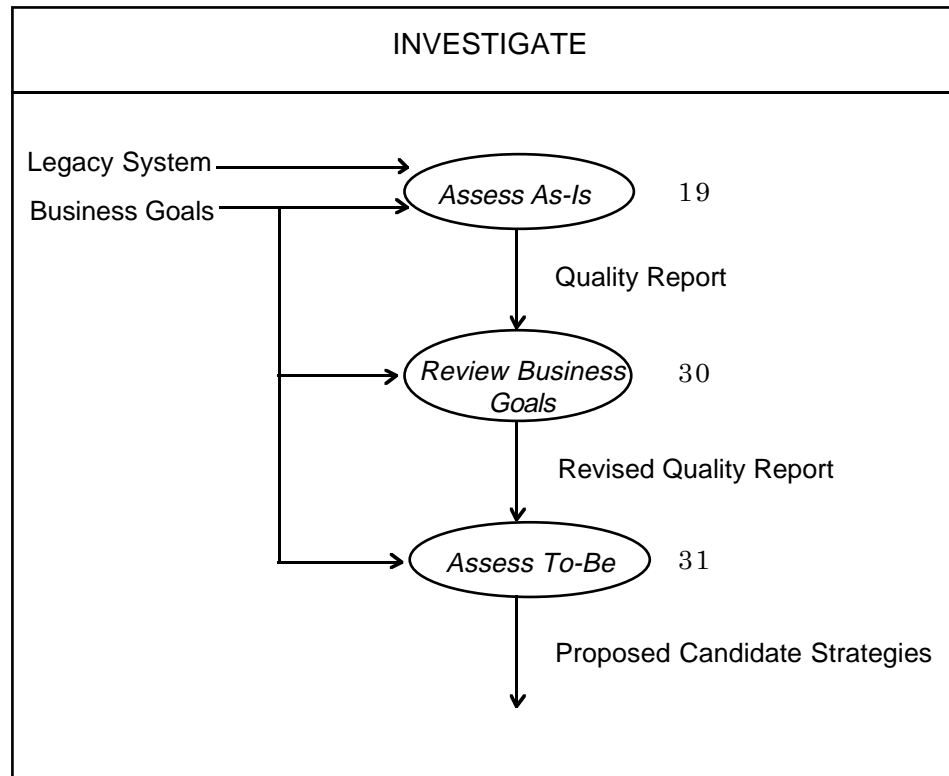 INVESTIGATE
Legacy System
Assess As-Is 19
Business Goals
Quality Report
Review Business 30
Goals
Revised Quality Report
Assess To-Be 31
Proposed Candidate Strategies